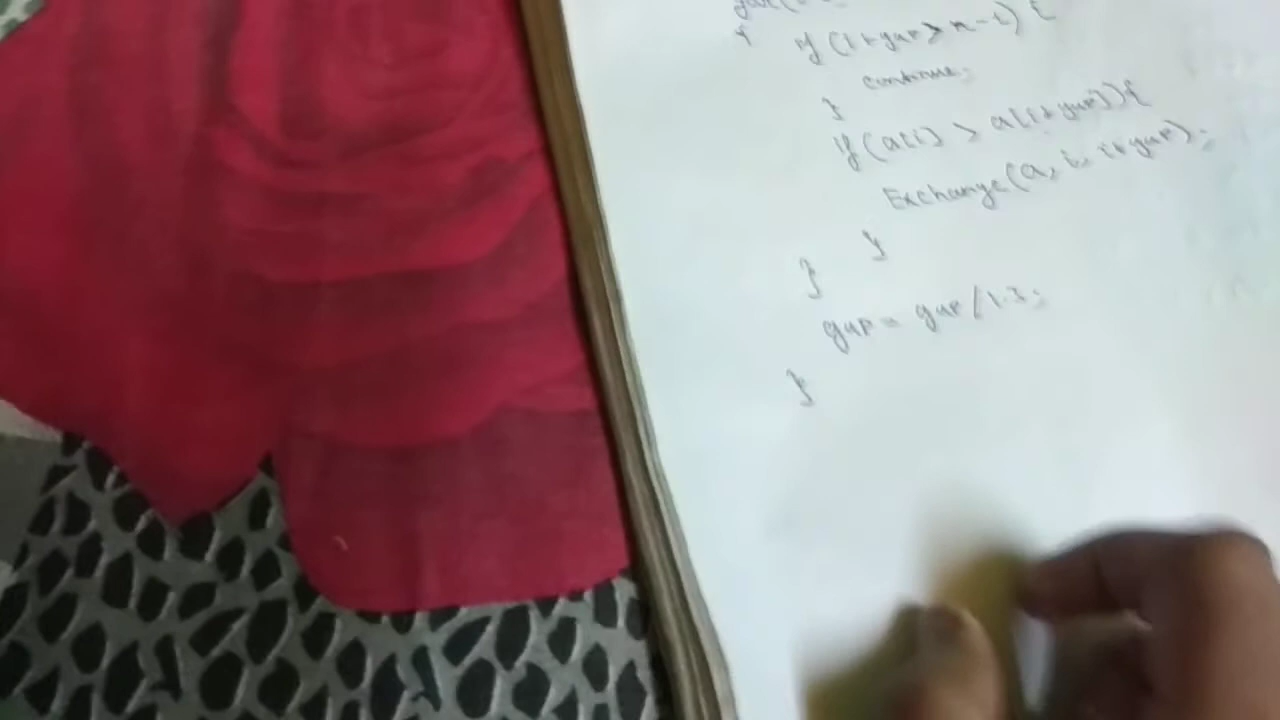 {
if (i+gap > n-1) {
continue;
}
if (a[i] > a[i+gap]) {
Exchange(a, i, i+gap);
}
}
gap = gap/1.3;
}